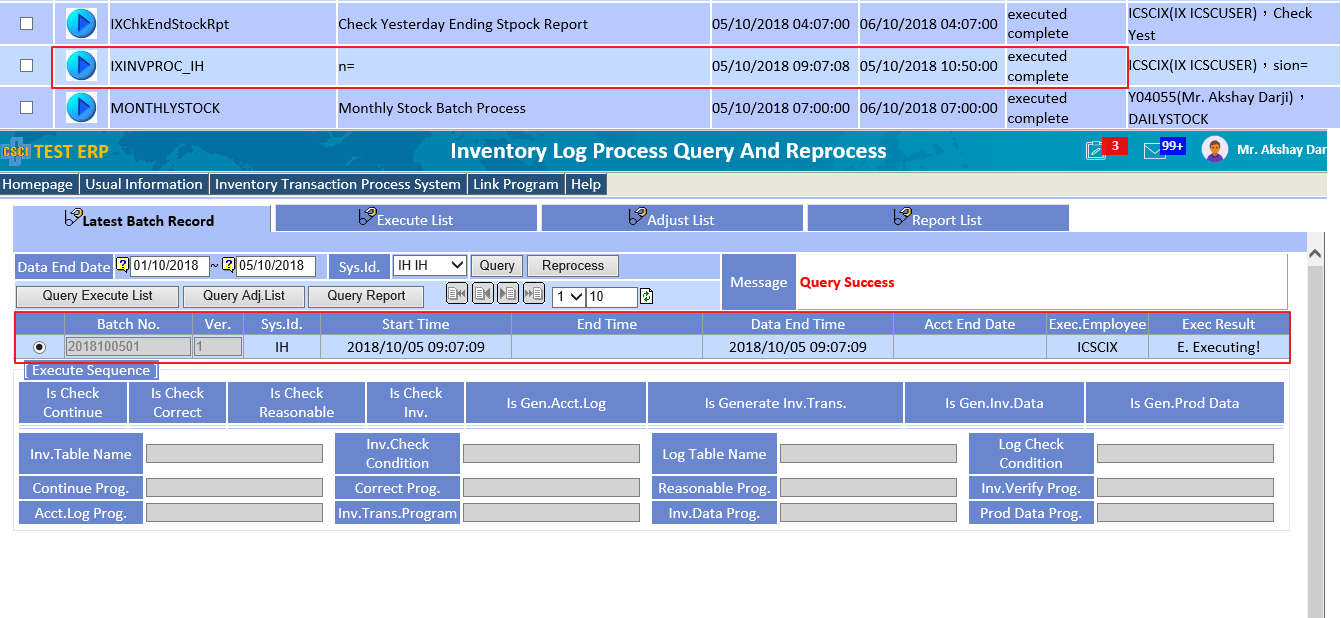 IXChkEndStockRpt Check Yesterday Ending Stpock Report 05/10/2018 04:07:00 06/10/2018 04:07:00 executed complete ICSCIX(IX ICSCUSER)，Check Yest
IXINVPROC_IH n= 05/10/2018 09:07:08 05/10/2018 10:50:00 executed complete ICSCIX(IX ICSCUSER)，sion=
MONTHLYSTOCK Monthly Stock Batch Process 05/10/2018 07:00:00 06/10/2018 07:00:00 executed complete Y04055(Mr. Akshay Darji)，DAILYSTOCK
CSCI TEST ERP Inventory Log Process Query And Reprocess 3 99+ Mr. Akshay Dar
Homepage Usual Information Inventory Transaction Process System Link Program Help
Latest Batch Record Execute List Adjust List Report List
Data End Date ? 01/10/2018 ~ ? 05/10/2018 Sys.Id. IH IH Query Reprocess
Message Query Success
Query Execute List Query Adj.List Query Report 1 10
Batch No. Ver. Sys.Id. Start Time End Time Data End Time Acct End Date Exec.Employee Exec Result
2018100501 1 IH 2018/10/05 09:07:09 2018/10/05 09:07:09 ICSCIX E. Executing!
[ Execute Sequence ]
Is Check Continue Is Check Correct Is Check Reasonable Is Check Inv. Is Gen.Acct.Log Is Generate Inv.Trans. Is Gen.Inv.Data Is Gen.Prod Data
Inv.Table Name Inv.Check Condition Log Table Name Log Check Condition
Continue Prog. Correct Prog. Reasonable Prog. Inv.Verify Prog.
Acct.Log Prog. Inv.Trans.Program Inv.Data Prog. Prod Data Prog.